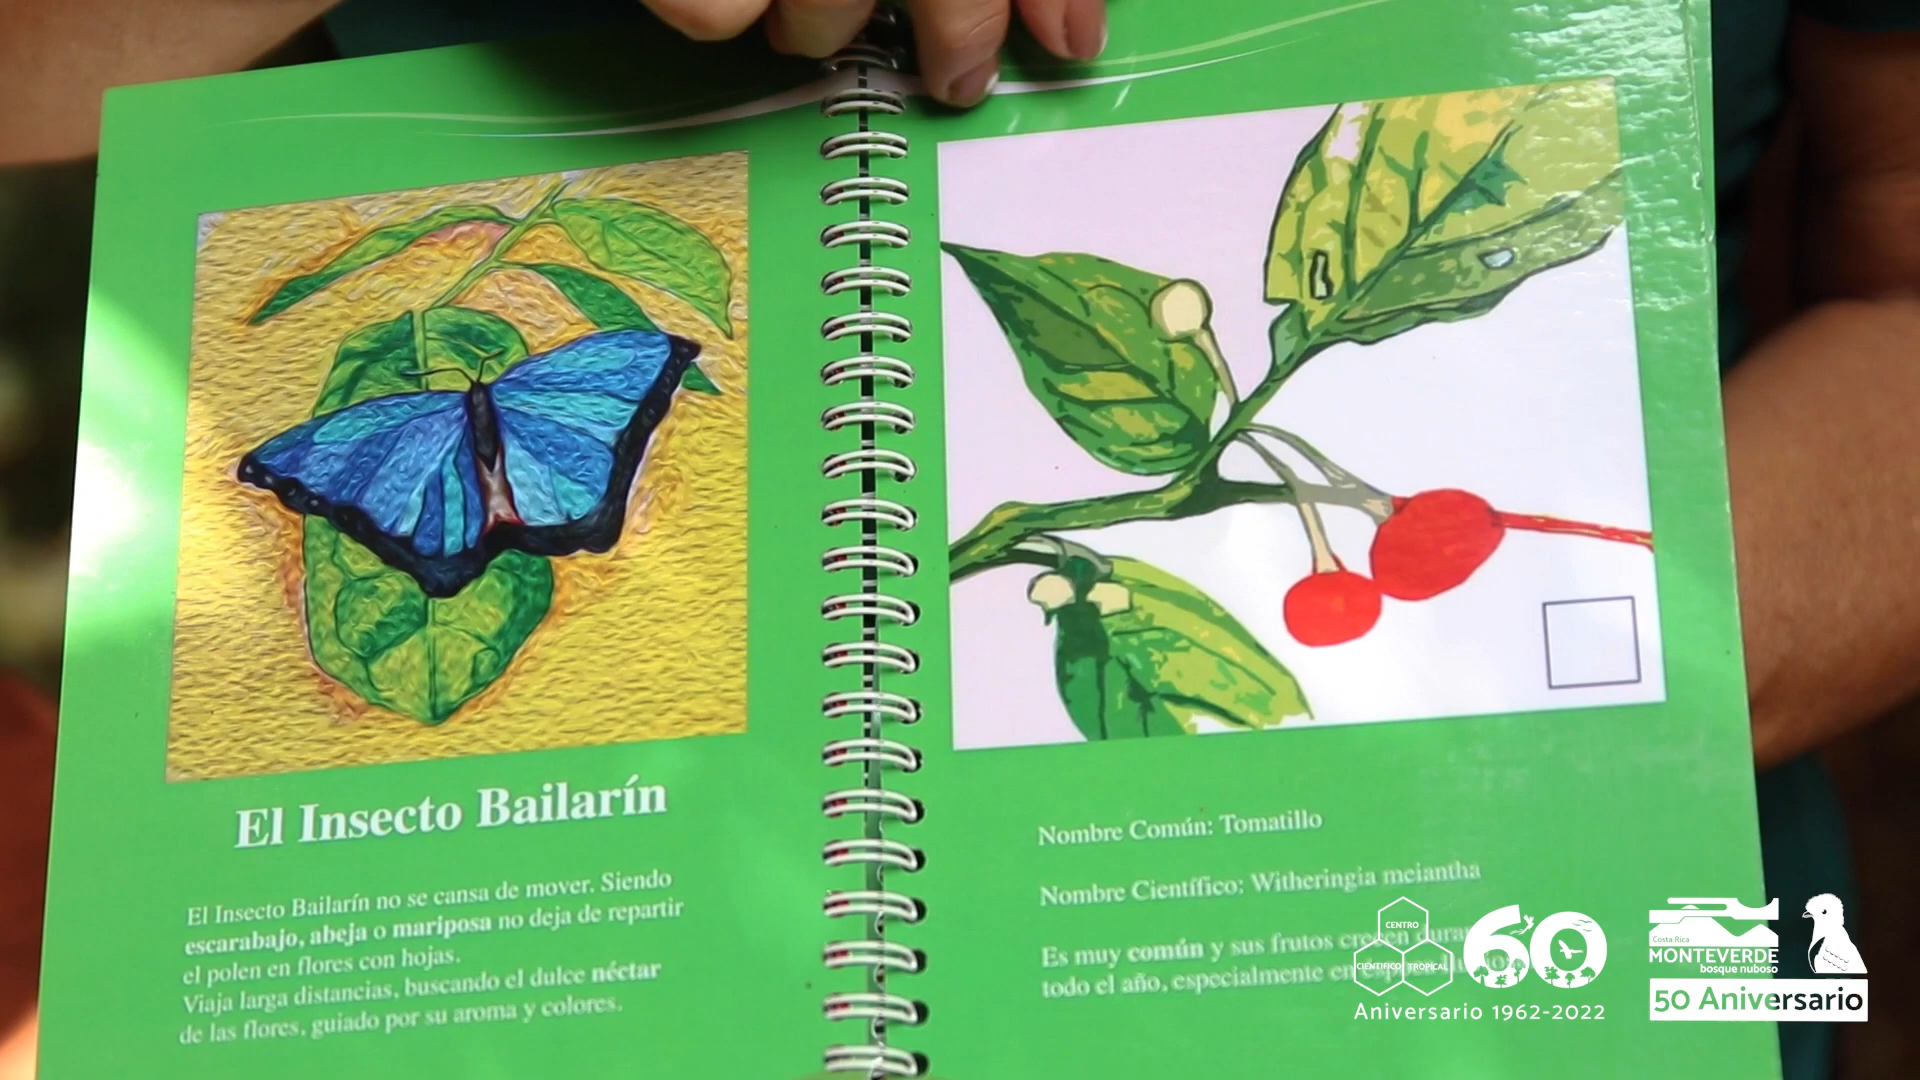 El Insecto Bailarín
El Insecto Bailarín no se cansa de mover. Siendo
escarabajo, abeja o mariposa no deja de repartir
el polen en flores con hojas.
Viaja larga distancias, buscando el dulce néctar
de las flores, guiado por su aroma y colores.
Nombre Común: Tomatillo
Nombre Científico: Witheringia meiantha
Es muy común y sus frutos crecen
todo el año, especialmente en
CENTRO
CIENTIFICO TROPICAL
60
Aniversario 1962-2022
Costa Rica
MONTEVERDE
bosque nuboso
50 Aniversario